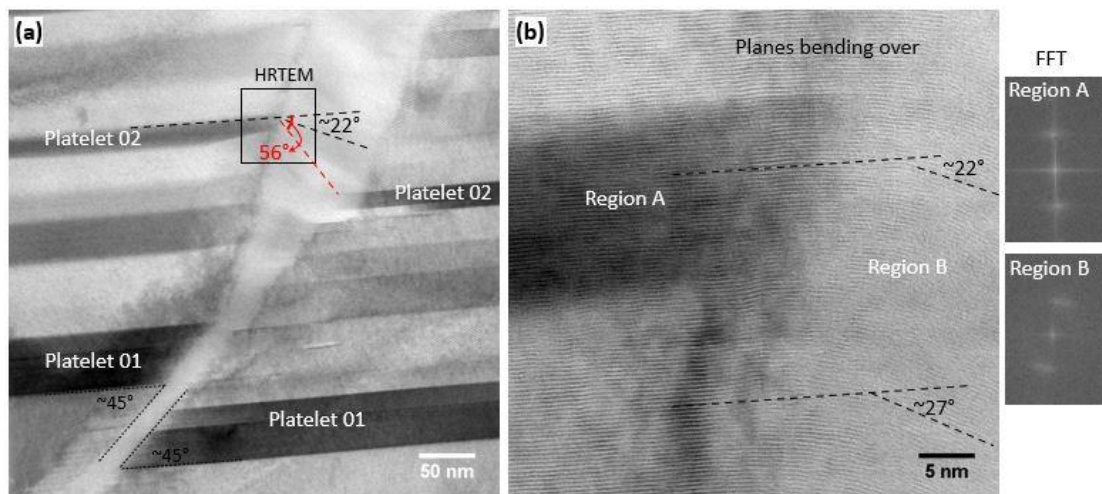 (a)
HRTEM
Platelet 02
~22°
56°
Platelet 02
Platelet 01
~45°
Platelet 01
~45°
50 nm
(b)
Planes bending over
~22°
Region A
Region B
~27°
5 nm
FFT
Region A
Region B